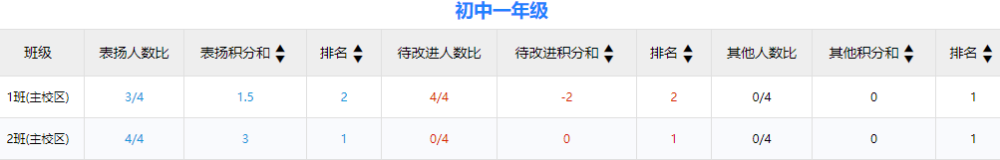 初中一年级
班级 表扬人数比 表扬积分和 排名 待改进人数比 待改进积分和 排名 其他人数比 其他积分和 排名
1班(主校区) 3/4 1.5 2 4/4 -2 2 0/4 0 1
2班(主校区) 4/4 3 1 0/4 0 1 0/4 0 1